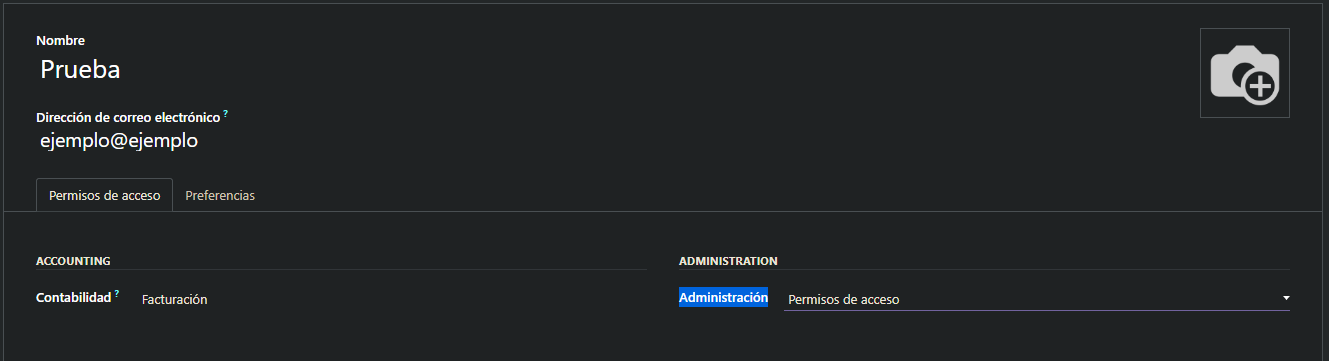 Nombre
Prueba
Dirección de correo electrónico ?
ejemplo@ejemplo
Permisos de acceso Preferencias
ACCOUNTING
Contabilidad ? Facturación
ADMINISTRATION
Administración Permisos de acceso